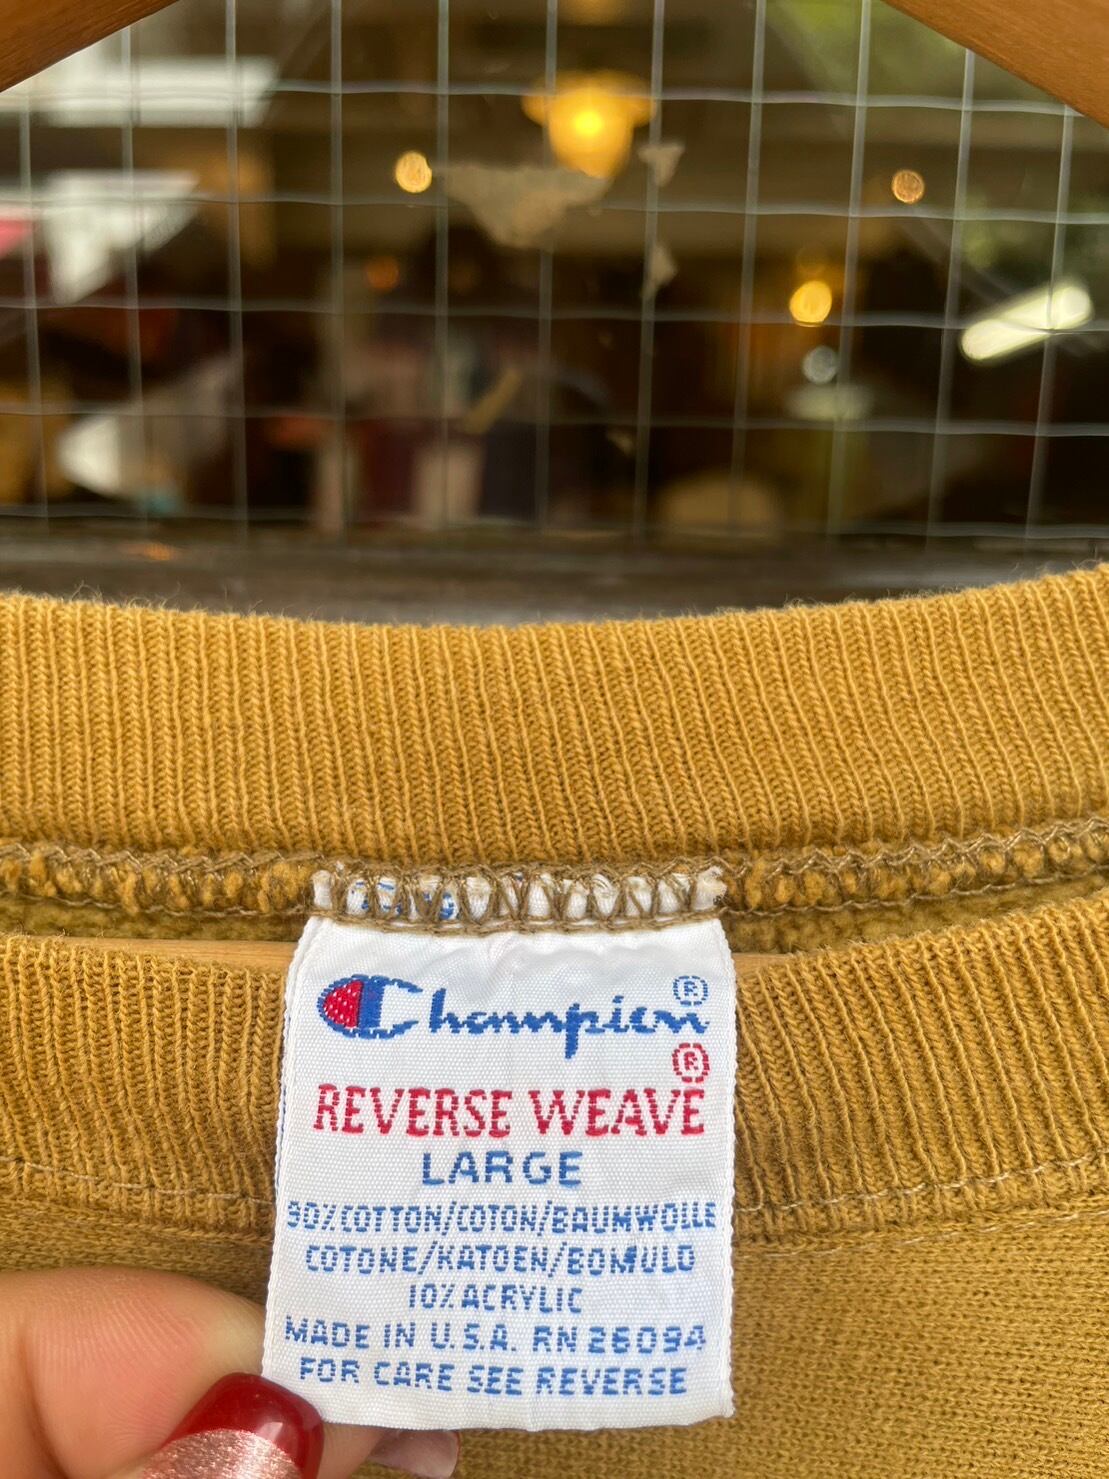 Champion®
REVERSE WEAVE®
LARGE
90% COTTON/COTON/BAUMWOLLE
COTONE/KATOEN/BOMULD
10% ACRYLIC
MADE IN U.S.A. RN 26094
FOR CARE SEE REVERSE